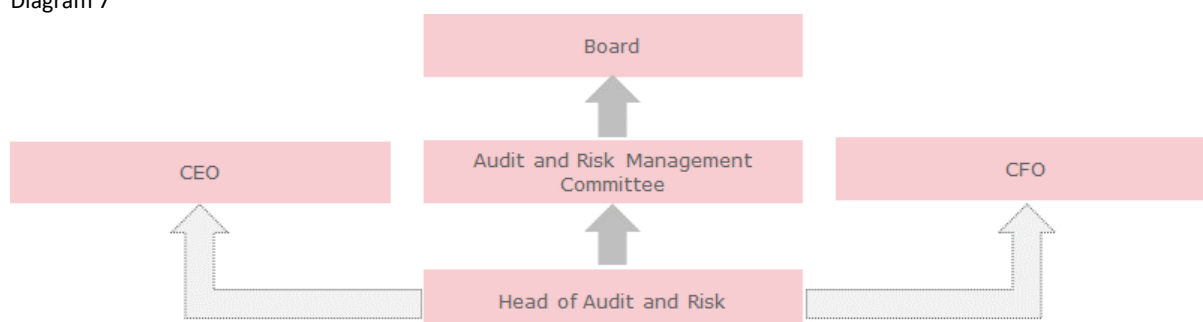 Diagram 7
Board
CEO
Audit and Risk Management
Committee
CFO
Head of Audit and Risk